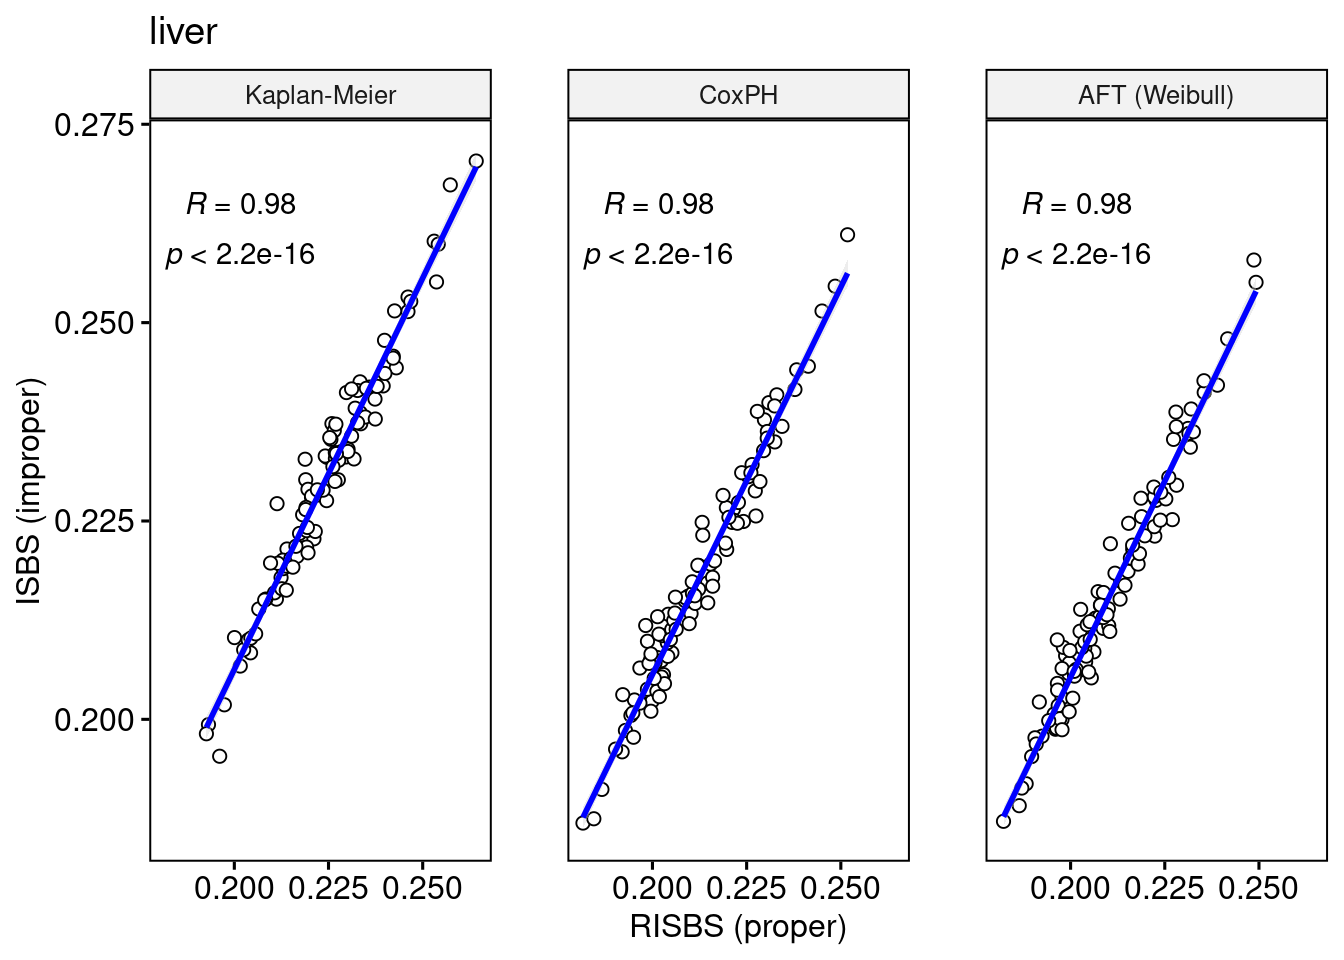 liver
Kaplan-Meier
CoxPH
AFT (Weibull)
ISBS (improper)
0.275
0.250
0.225
0.200
R = 0.98
p < 2.2e-16
R = 0.98
p < 2.2e-16
R = 0.98
p < 2.2e-16
0.200 0.225 0.250
0.200 0.225 0.250
0.200 0.225 0.250
RISBS (proper)